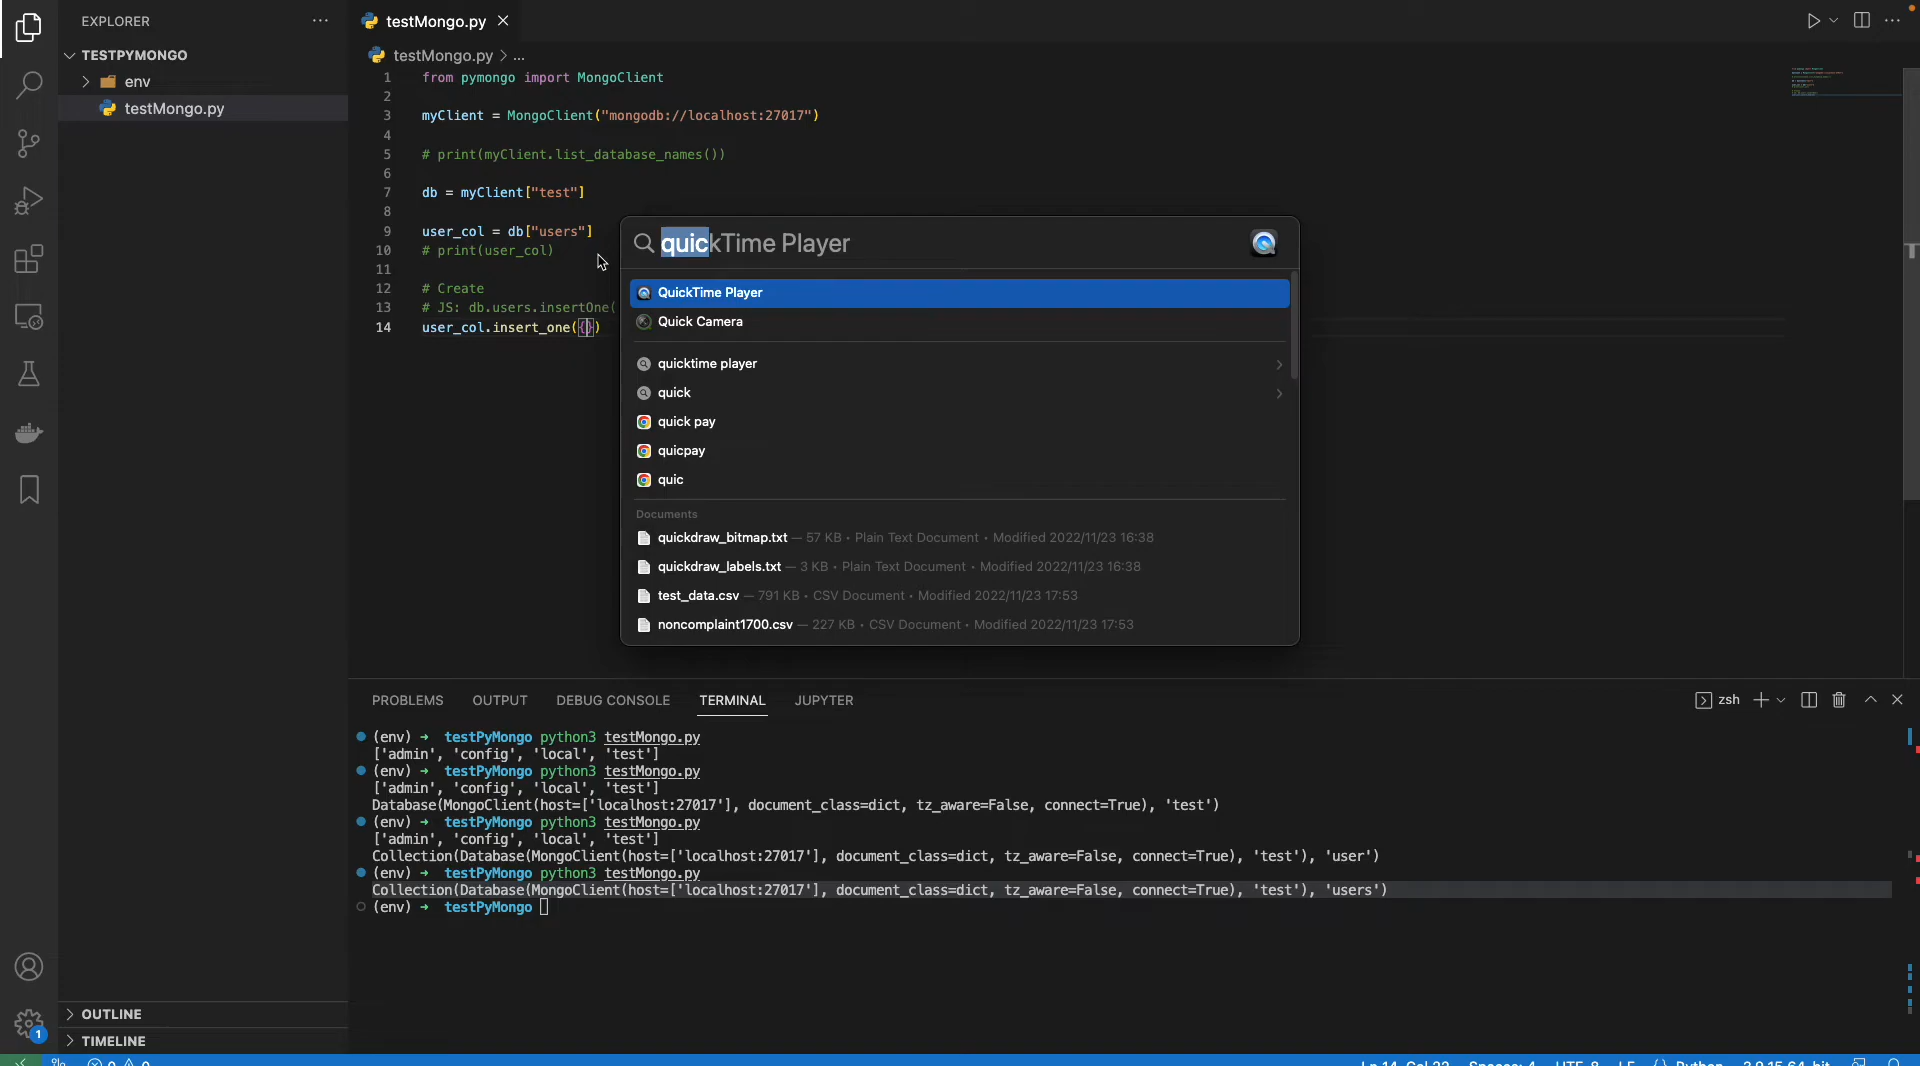 EXPLORER
TESTPYMONGO
env
testMongo.py
OUTLINE
TIMELINE
1
testMongo.py
testMongo.py > ...
1 from pymongo import MongoClient
2
3 myClient = MongoClient("mongodb://localhost:27017")
4
5 # print(myClient.list_database_names())
6
7 db = myClient["test"]
8
9 user_col = db["users"]
10 # print(user_col)
11
12 # Create
13 # JS: db.users.insertOne(
14 user_col.insert_one({})
quickTime Player
QuickTime Player
Quick Camera
quicktime player
quick
quick pay
quicpay
quic
Documents
quickdraw_bitmap.txt — 57 KB • Plain Text Document • Modified 2022/11/23 16:38
quickdraw_labels.txt — 3 KB • Plain Text Document • Modified 2022/11/23 16:38
test_data.csv — 791 KB • CSV Document • Modified 2022/11/23 17:53
noncomplaint1700.csv — 227 KB • CSV Document • Modified 2022/11/23 17:53
PROBLEMS OUTPUT DEBUG CONSOLE TERMINAL JUPYTER
zsh
(env) → testPyMongo python3 testMongo.py
['admin', 'config', 'local', 'test']
(env) → testPyMongo python3 testMongo.py
['admin', 'config', 'local', 'test']
Database(MongoClient(host=['localhost:27017'], document_class=dict, tz_aware=False, connect=True), 'test')
(env) → testPyMongo python3 testMongo.py
['admin', 'config', 'local', 'test']
Collection(Database(MongoClient(host=['localhost:27017'], document_class=dict, tz_aware=False, connect=True), 'test'), 'user')
(env) → testPyMongo python3 testMongo.py
Collection(Database(MongoClient(host=['localhost:27017'], document_class=dict, tz_aware=False, connect=True), 'test'), 'users')
(env) → testPyMongo